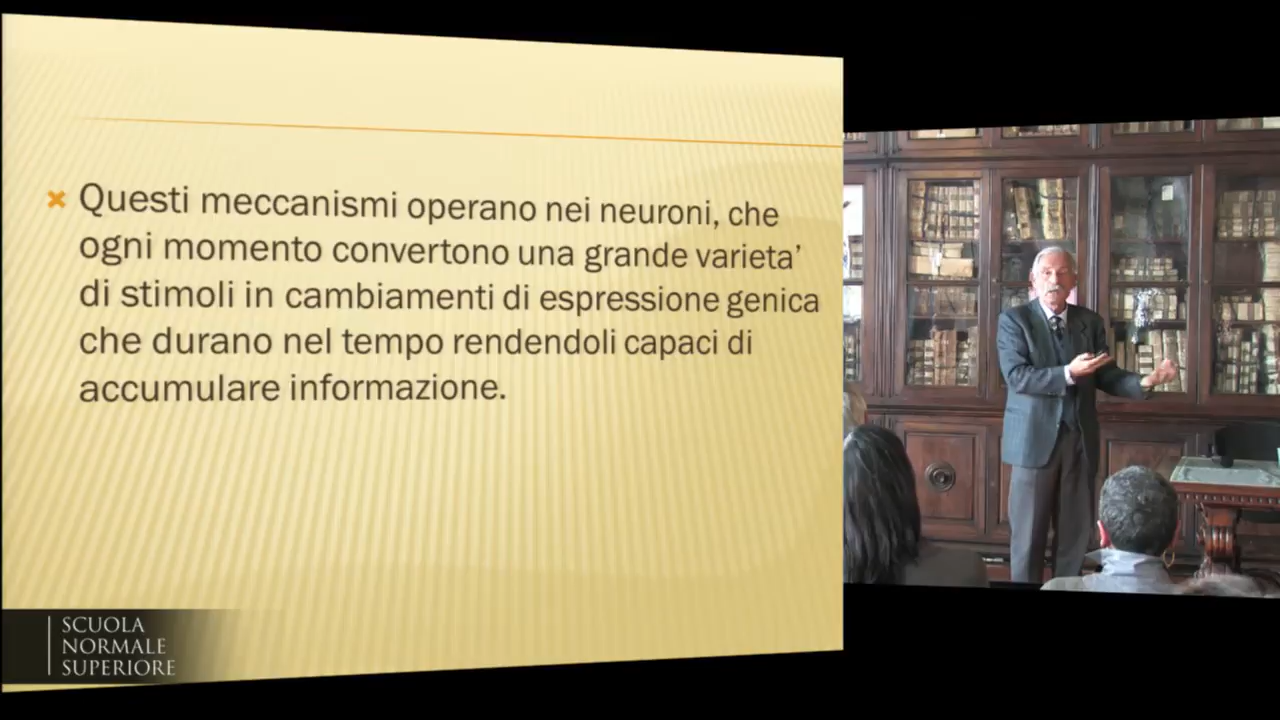 Questi meccanismi operano nei neuroni, che
ogni momento convertono una grande varieta'
di stimoli in cambiamenti di espressione genica
che durano nel tempo rendendoli capaci di
accumulare informazione.
SCUOLA
NORMALE
SUPERIORE